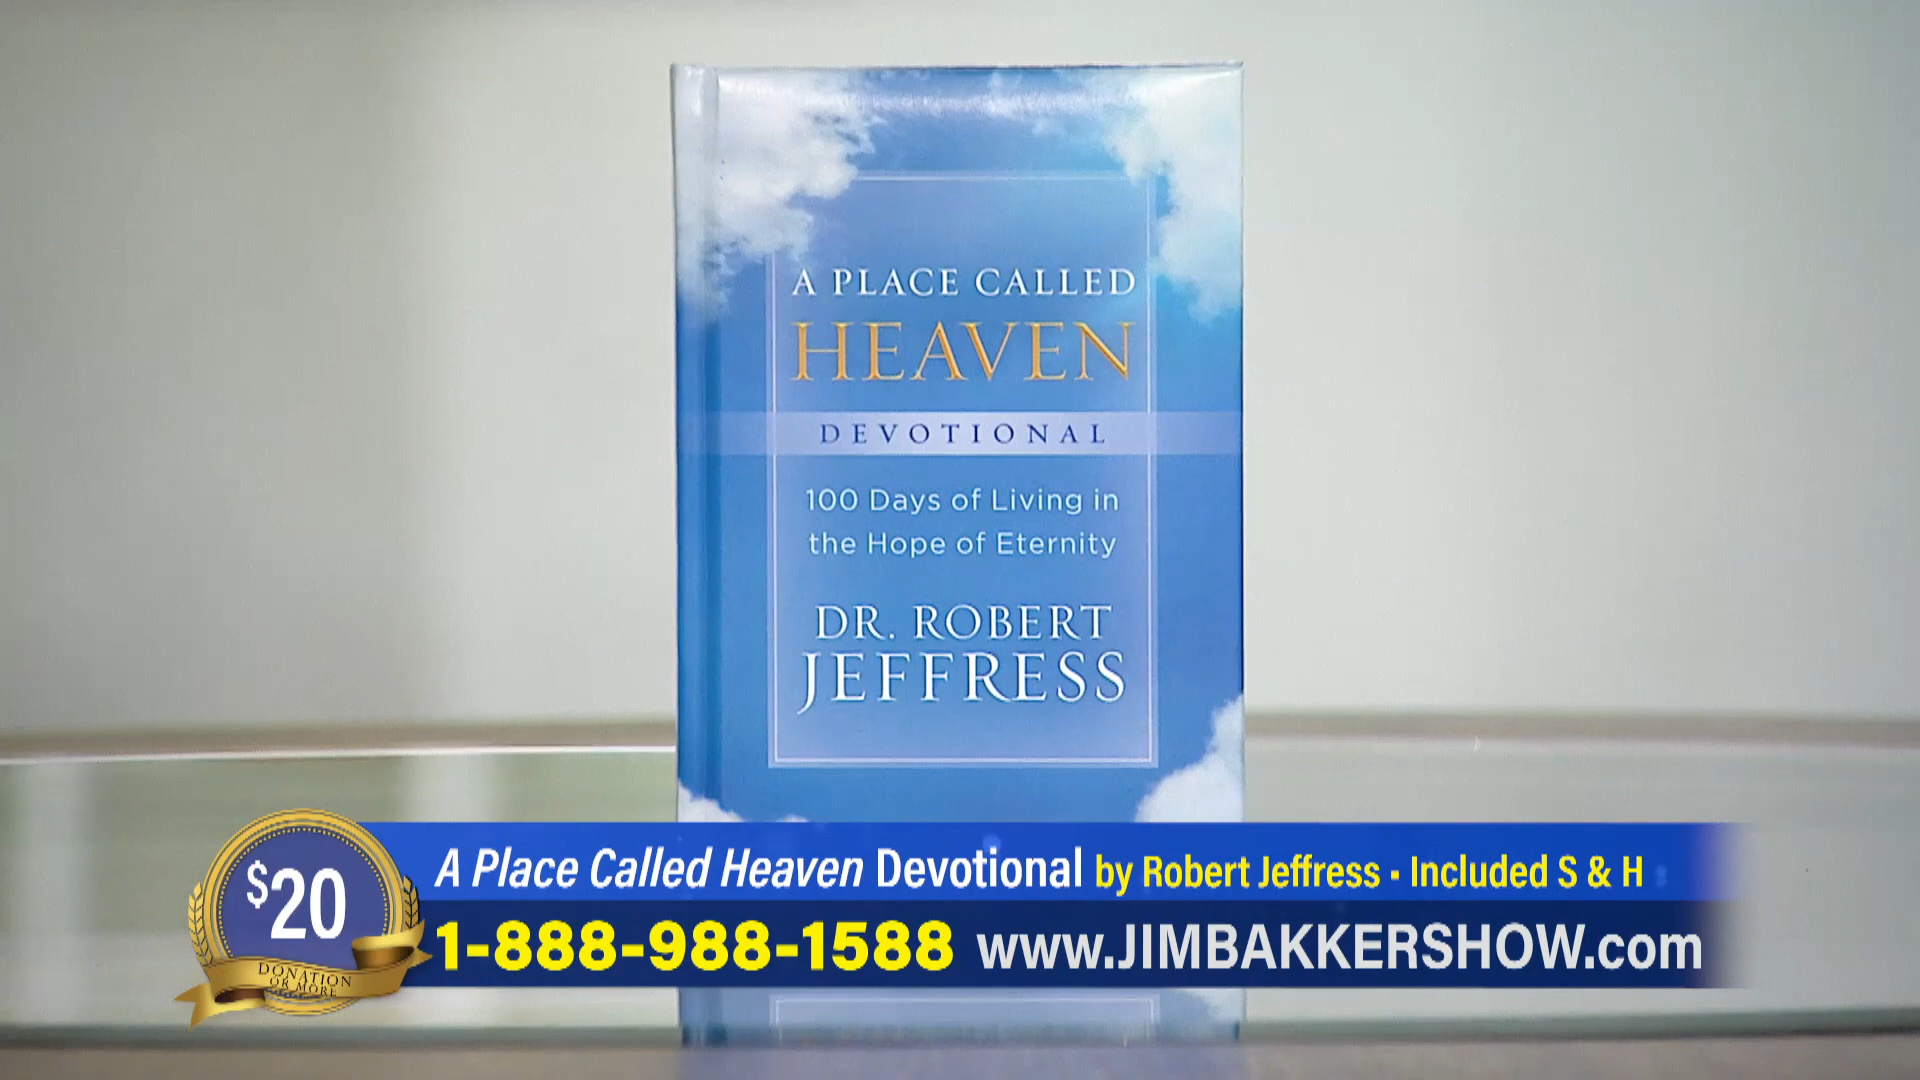 A PLACE CALLED
HEAVEN
DEVOTIONAL
100 Days of Living in
the Hope of Eternity
DR. ROBERT
JEFFRESS
$20
DONATION
OR MORE
A Place Called Heaven Devotional by Robert Jeffress - Included S & H
1-888-988-1588 www.JIMBAKKERSHOW.com